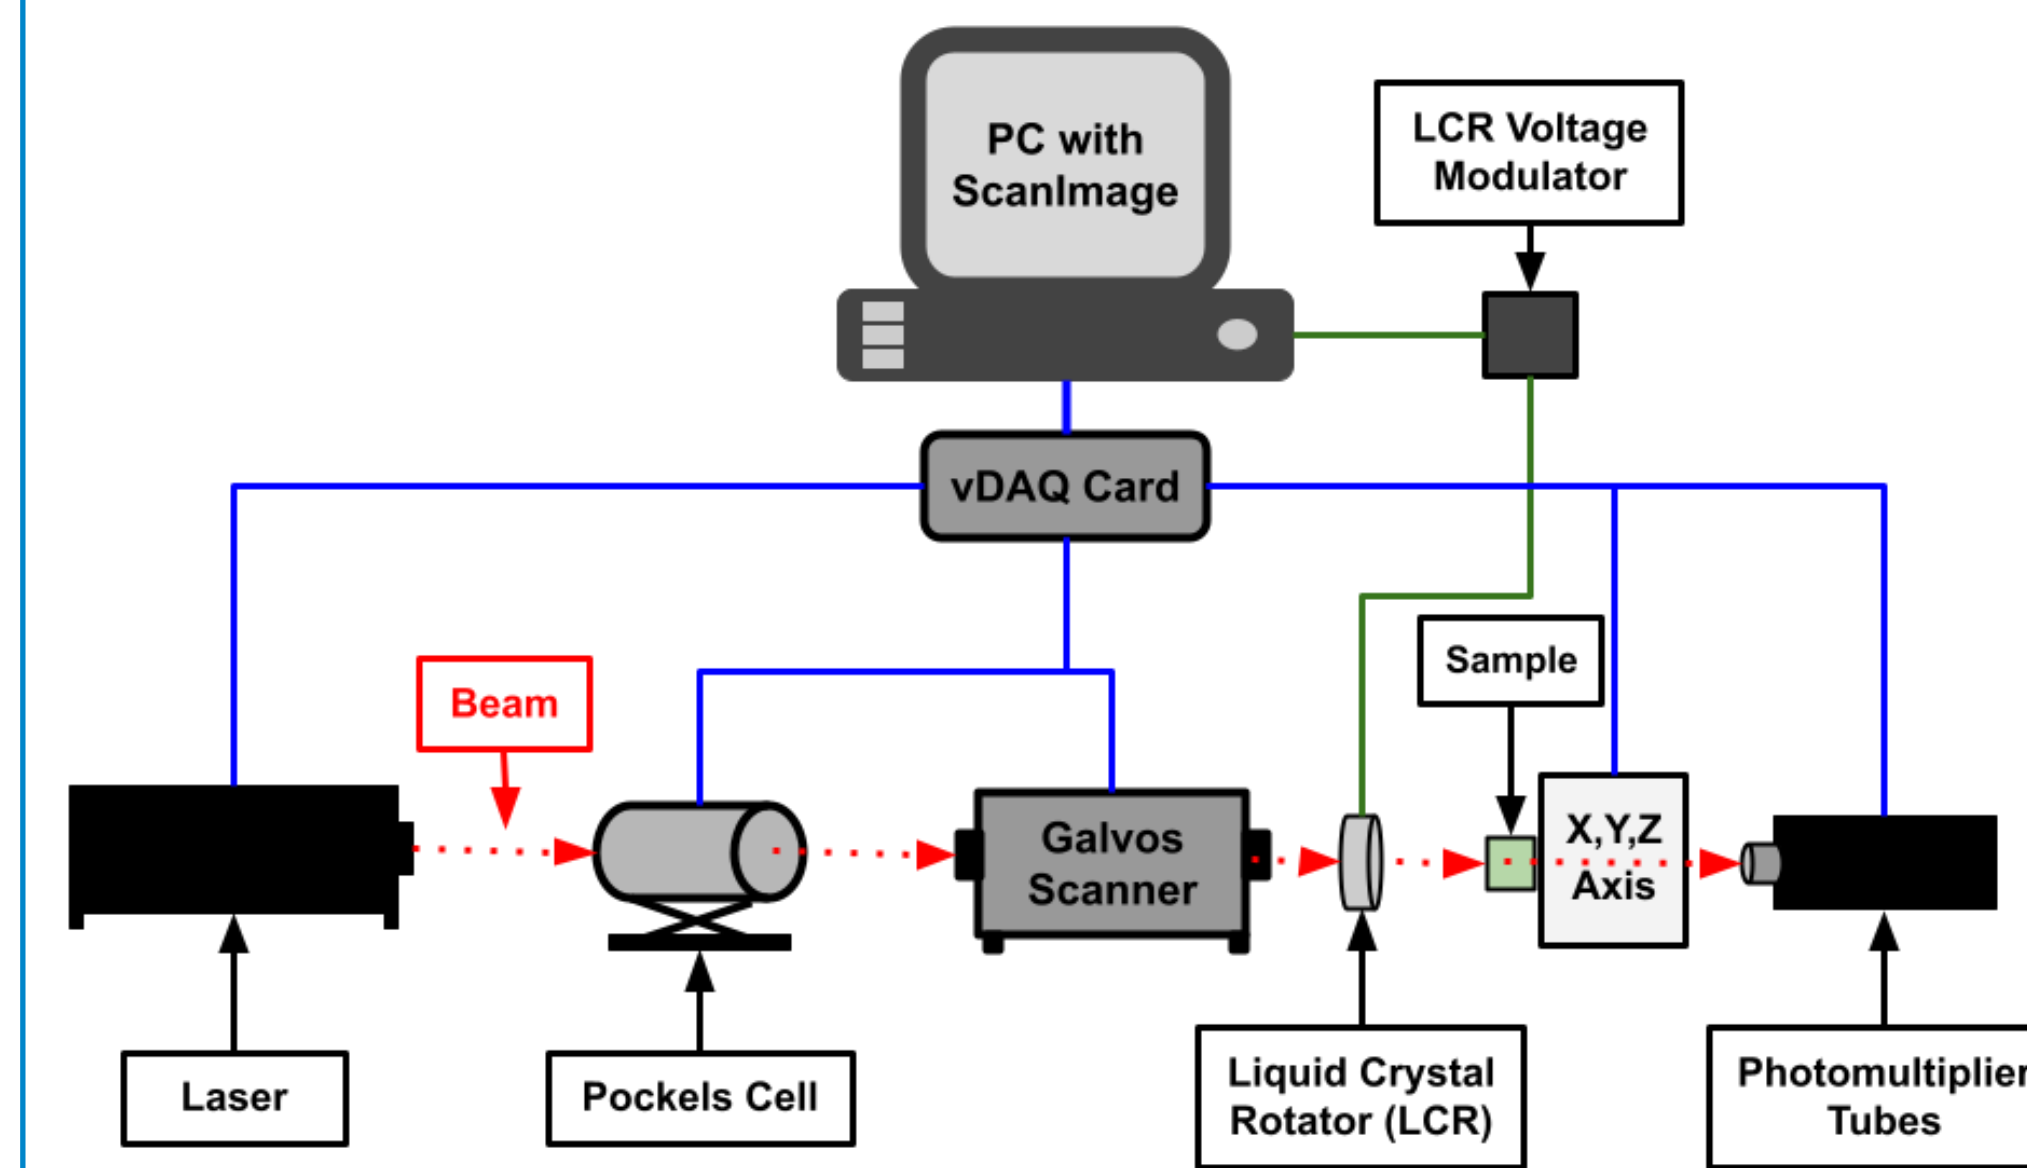 PC with
ScanImage
LCR Voltage
Modulator
vDAQ Card
Sample
Beam
X,Y,Z
Axis
Galvos
Scanner
Laser
Pockels Cell
Liquid Crystal
Rotator (LCR)
Photomultiplier
Tubes